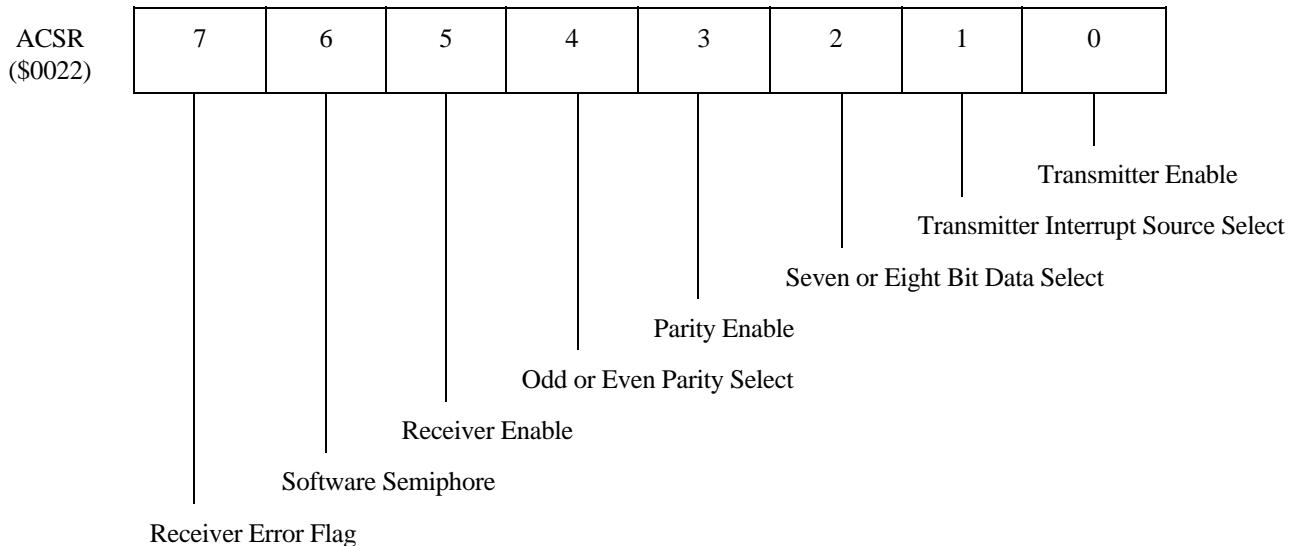 ACSR
($0022)
7 6 5 4 3 2 1 0
Transmitter Enable
Transmitter Interrupt Source Select
Seven or Eight Bit Data Select
Parity Enable
Odd or Even Parity Select
Receiver Enable
Software Semiphore
Receiver Error Flag